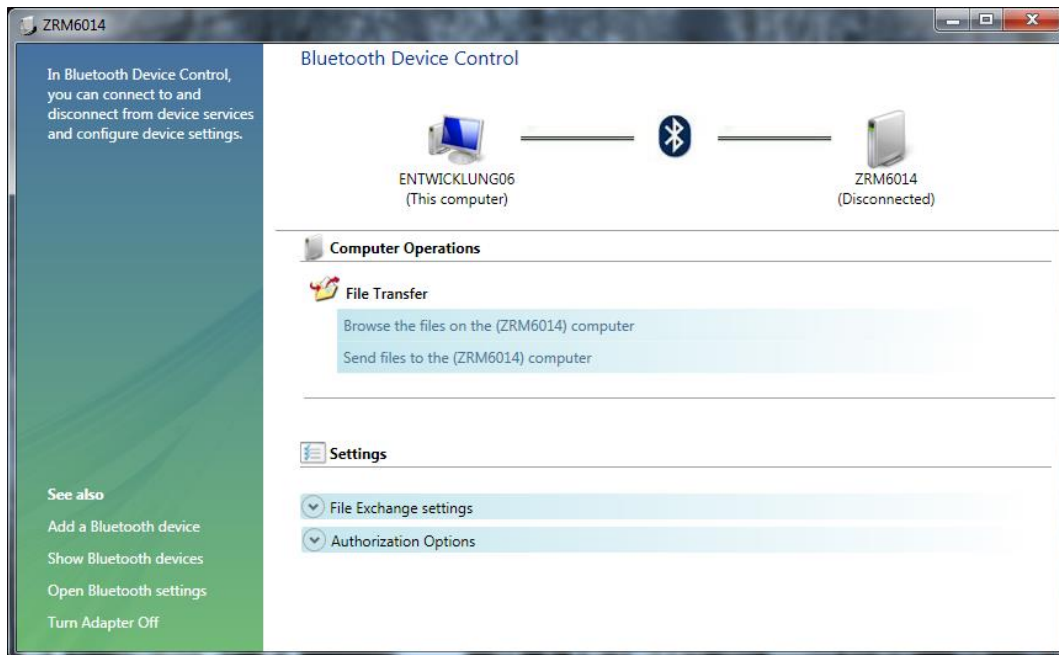 ZRM6014
In Bluetooth Device Control,
you can connect to and
disconnect from device services
and configure device settings.
Bluetooth Device Control
ENTWICKLUNG06
(This computer)
ZRM6014
(Disconnected)
Computer Operations
File Transfer
Browse the files on the (ZRM6014) computer
Send files to the (ZRM6014) computer
Settings
File Exchange settings
Authorization Options
See also
Add a Bluetooth device
Show Bluetooth devices
Open Bluetooth settings
Turn Adapter Off